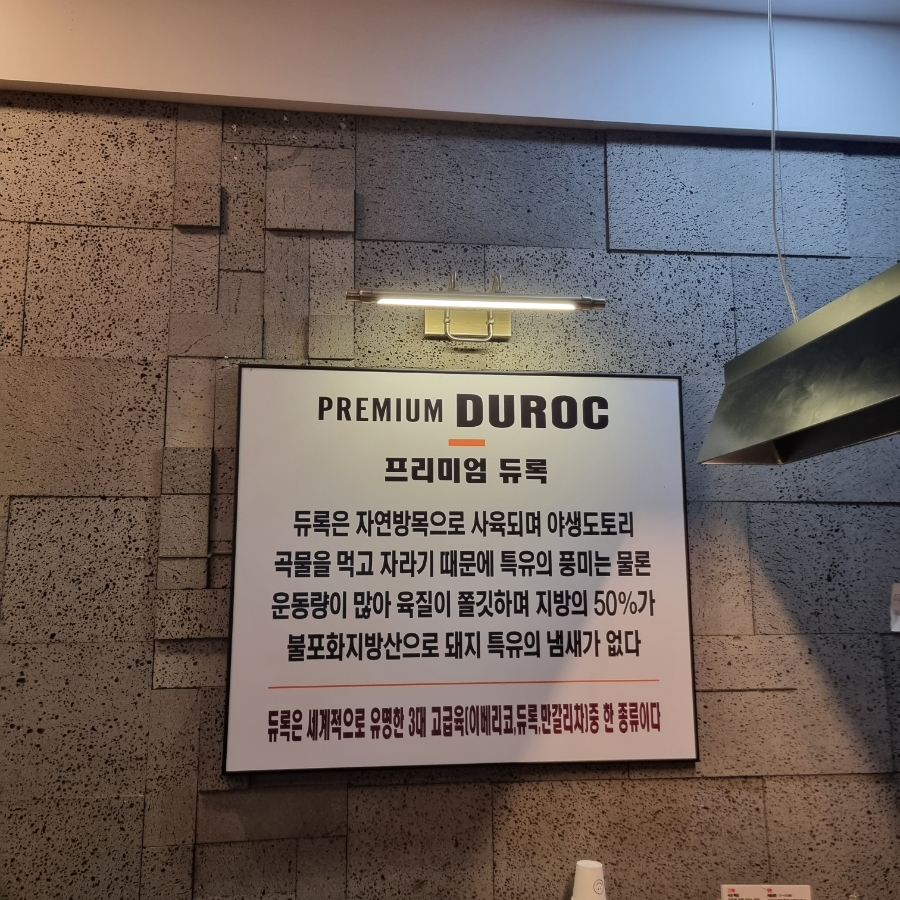 PREMIUM DUROC
프리미엄 듀록
듀록은 자연방목으로 사육되며 야생도토리
곡물을 먹고 자라기 때문에 특유의 풍미는 물론
운동량이 많아 육질이 쫄깃하며 지방의 50%가
불포화지방산으로 돼지 특유의 냄새가 없다
듀록은 세계적으로 유명한 3대 고급육(이베리코,듀록,만갈리차)중 한 종류이다